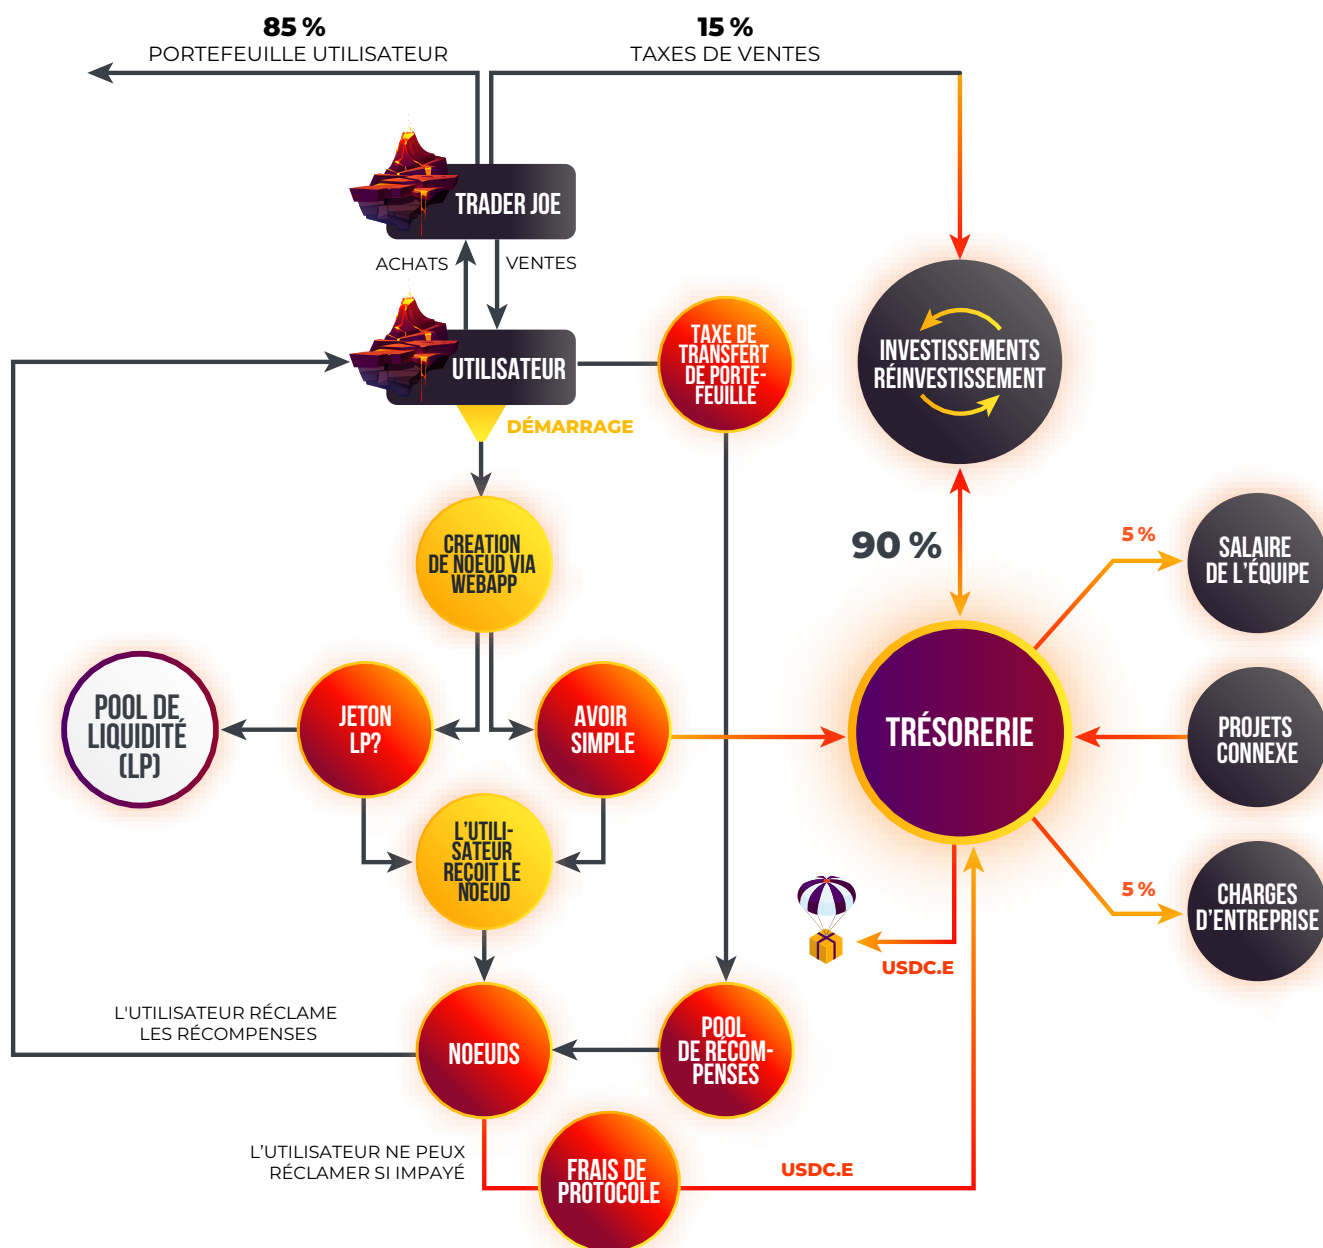 85 %
PORTEFEUILLE UTILISATEUR
15 %
TAXES DE VENTES
TRADER JOE
ACHATS
VENTES
UTILISATEUR
DÉMARRAGE
TAXE DE
TRANSFERT
DE PORTE-
FEUILLE
INVESTISSEMENTS
RÉINVESTISSEMENT
90 %
CREATION
DE NOEUD VIA
WEBAPP
5 %
SALAIRE
DE L'ÉQUIPE
POOL DE
LIQUIDITÉ
(LP)
JETON
LP?
AVOIR
SIMPLE
TRÉSORERIE
PROJETS
CONNEXE
L'UTILI-
SATEUR
REÇOIT LE
NOEUD
5 %
CHARGES
D'ENTREPRISE
USDC.E
L'UTILISATEUR RÉCLAME
LES RÉCOMPENSES
NOEUDS
POOL
DE RÉCOM-
PENSES
L'UTILISATEUR NE PEUX
RÉCLAMER SI IMPAYÉ
FRAIS DE
PROTOCOLE
USDC.E